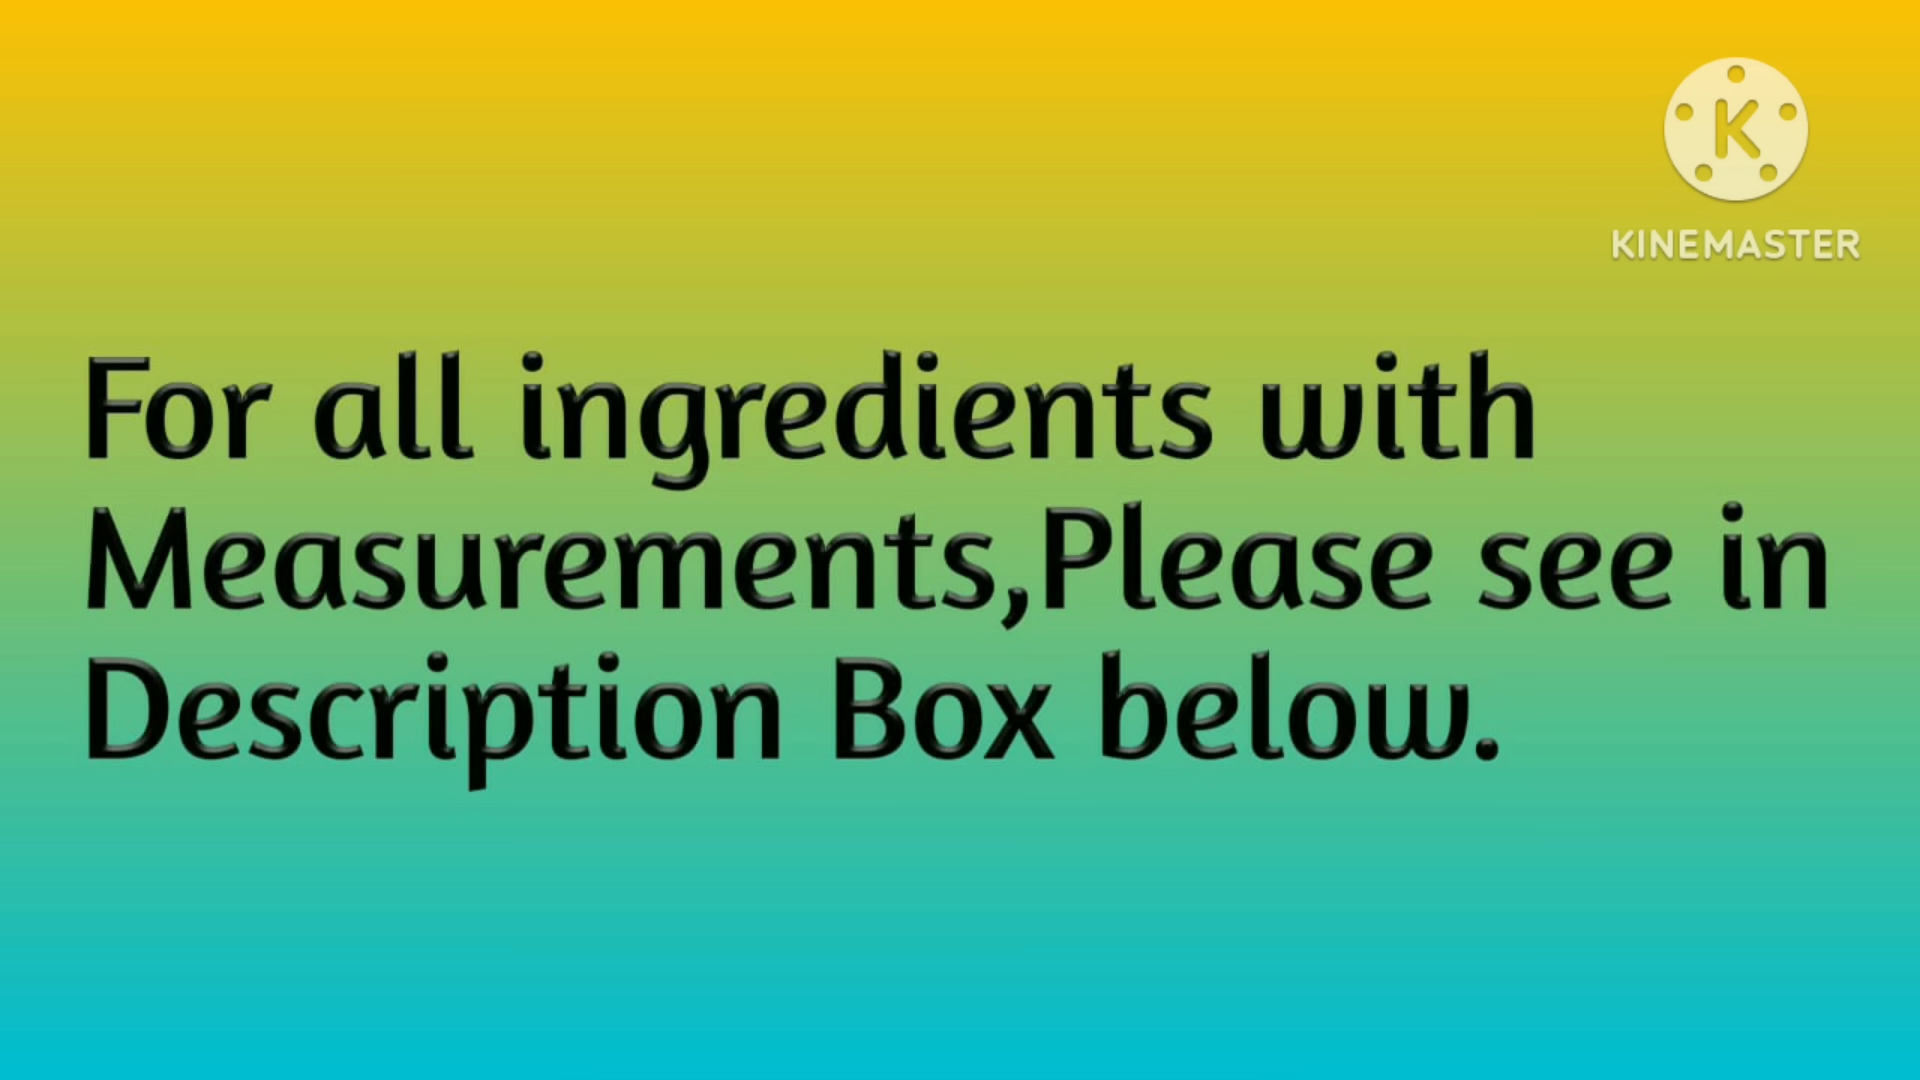 K
KINEMASTER
For all ingredients with
Measurements,Please see in
Description Box below.